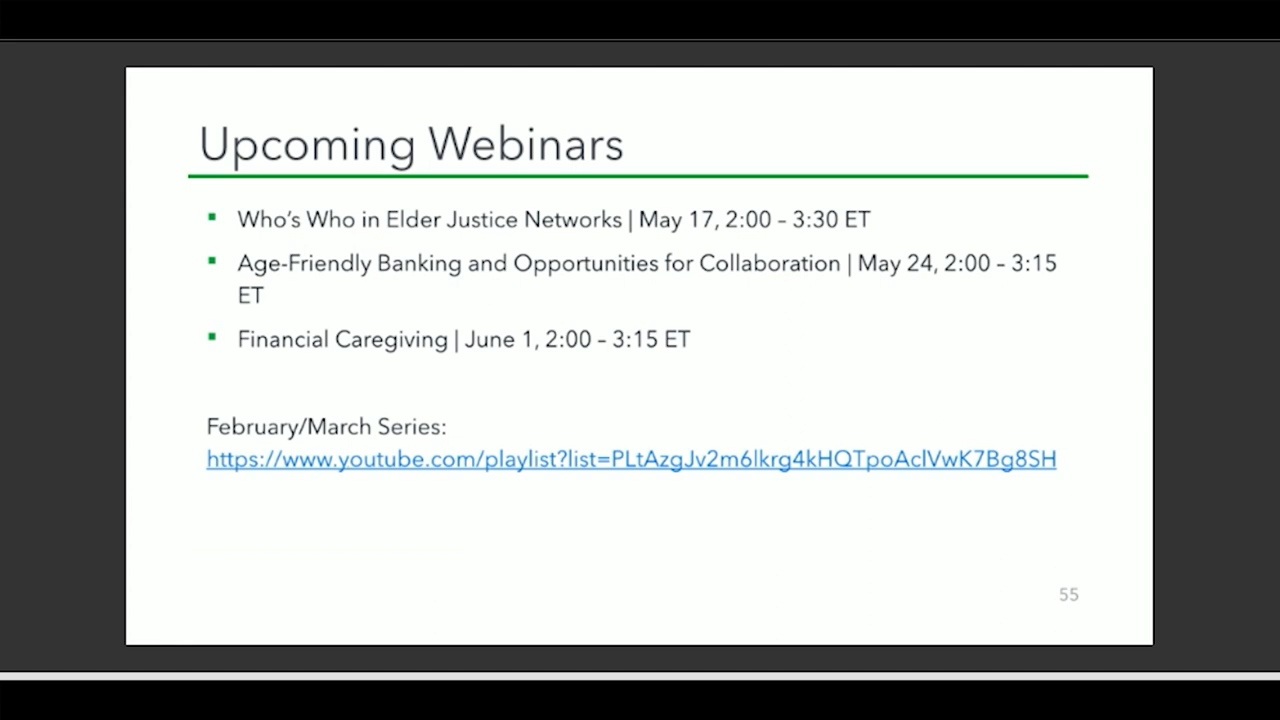 Upcoming Webinars
▪ Who's Who in Elder Justice Networks | May 17, 2:00 – 3:30 ET
▪ Age-Friendly Banking and Opportunities for Collaboration | May 24, 2:00 – 3:15
ET
▪ Financial Caregiving | June 1, 2:00 – 3:15 ET
February/March Series:
https://www.youtube.com/playlist?list=PLtAzgJv2m6lkrg4kHQTpoAclVwK7Bg8SH
55